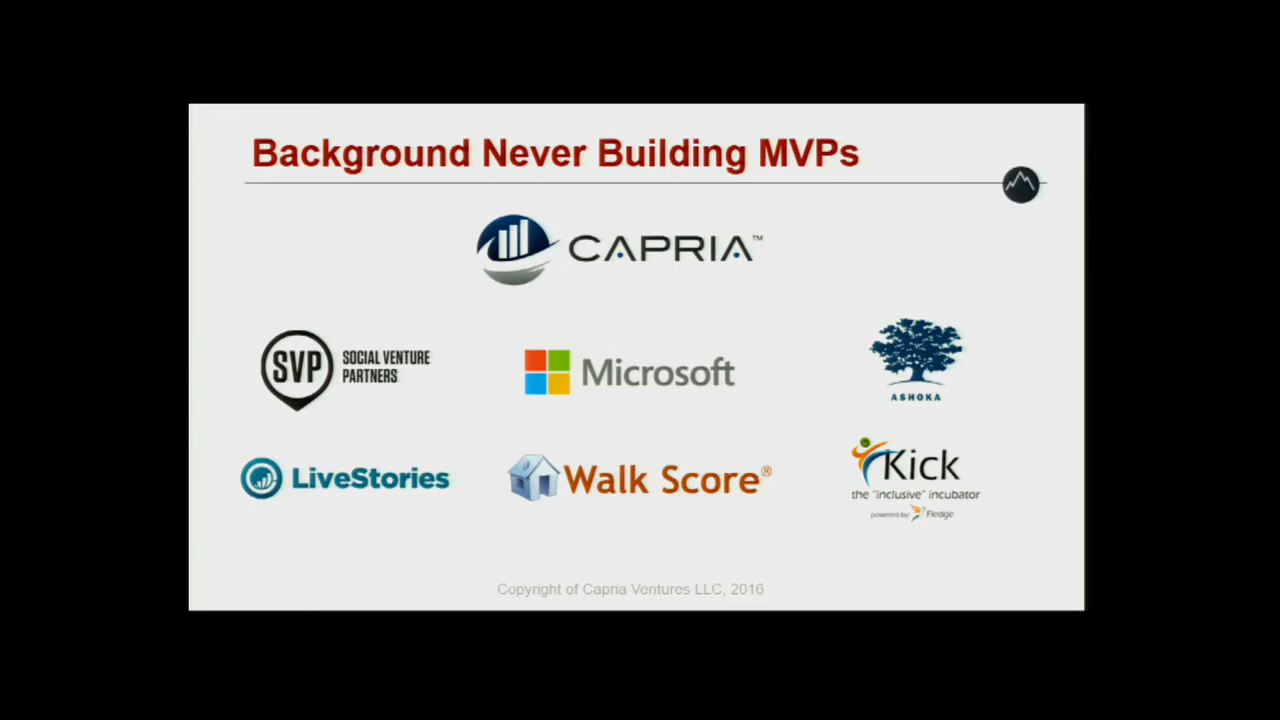 Background Never Building MVPs
CAPRIA™
SVP
SOCIAL VENTURE
PARTNERS
Microsoft
ASHOKA
LiveStories
Walk Score®
Kick
the "inclusive" incubator
powered by Fledge
Copyright of Capria Ventures LLC, 2016